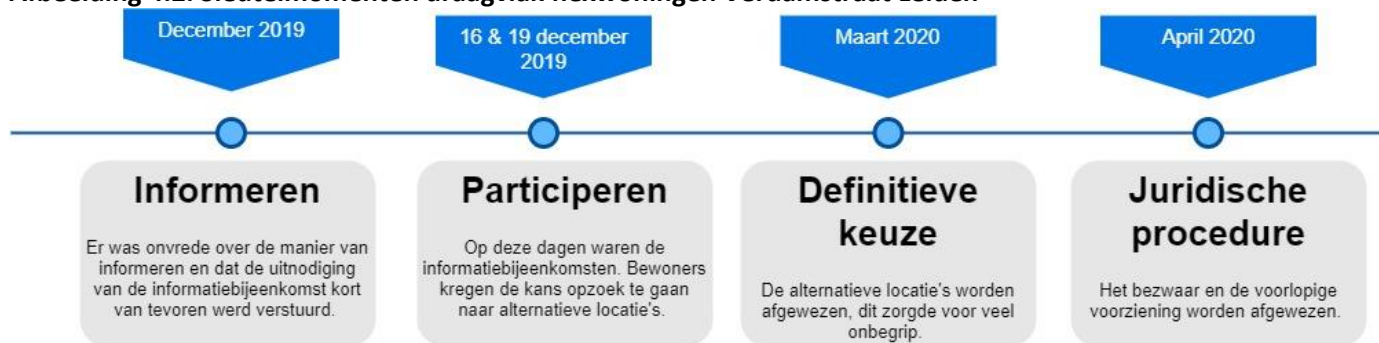 Afbeelding 4.2: Sleutelmomenten draagvlak flexwoningen Verdamstraat Leiden
December 2019
16 & 19 december
2019
Maart 2020
April 2020
Informeren
Er was onvrede over de manier van
informeren en dat de uitnodiging
van de informatiebijeenkomst kort
van tevoren werd verstuurd.
Participeren
Op deze dagen waren de
informatiebijeenkomsten. Bewoners
kregen de kans opzoek te gaan
naar alternatieve locatie's.
Definitieve
keuze
De alternatieve locatie's worden
afgewezen, dit zorgde voor veel
onbegrip.
Juridische
procedure
Het bezwaar en de voorlopige
voorziening worden afgewezen.